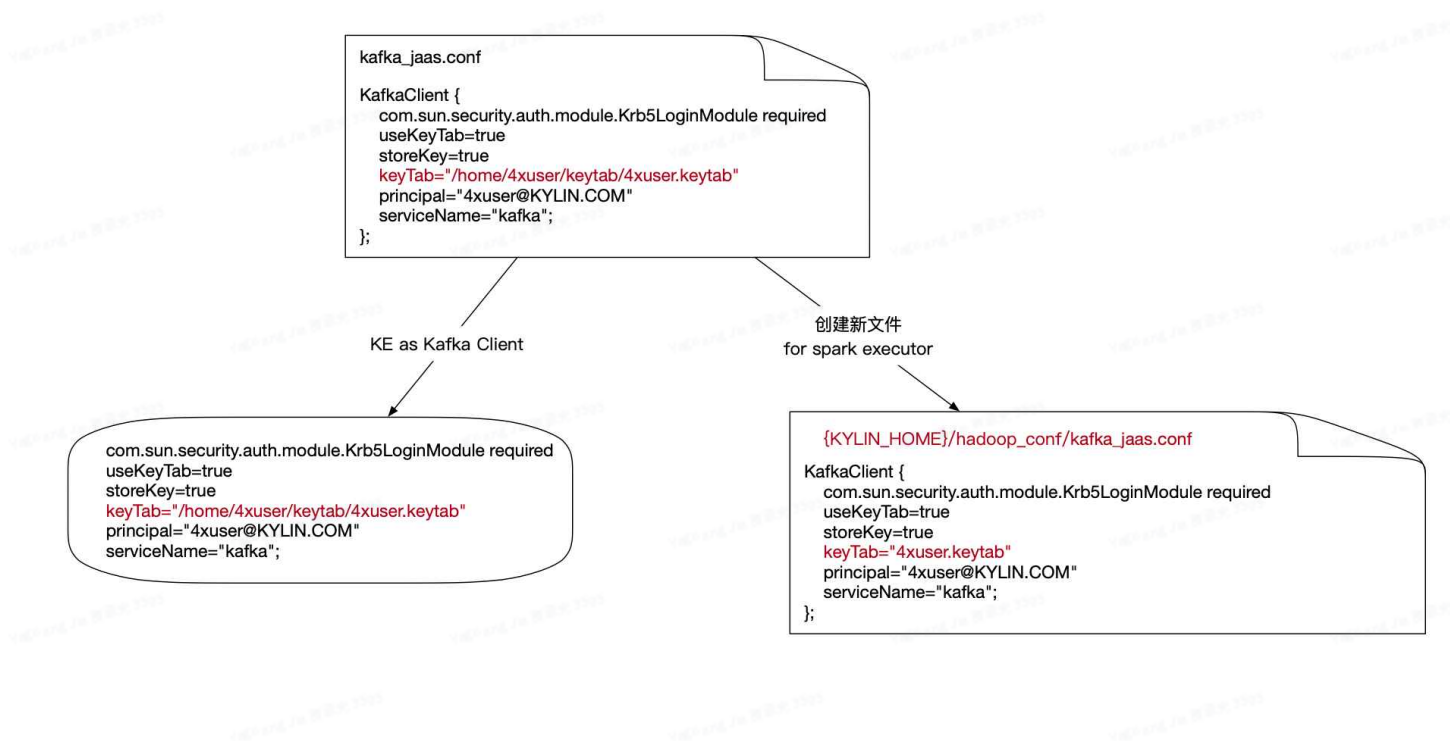 kafka_jaas.conf
KafkaClient {
com.sun.security.auth.module.Krb5LoginModule required
useKeyTab=true
storeKey=true
keyTab="/home/4xuser/keytab/4xuser.keytab"
principal="4xuser@KYLIN.COM"
serviceName="kafka";
};
KE as Kafka Client
创建新文件
for spark executor
com.sun.security.auth.module.Krb5LoginModule required
useKeyTab=true
storeKey=true
keyTab="/home/4xuser/keytab/4xuser.keytab"
principal="4xuser@KYLIN.COM"
serviceName="kafka";
{KYLIN_HOME}/hadoop_conf/kafka_jaas.conf
KafkaClient {
com.sun.security.auth.module.Krb5LoginModule required
useKeyTab=true
storeKey=true
keyTab="4xuser.keytab"
principal="4xuser@KYLIN.COM"
serviceName="kafka";
};